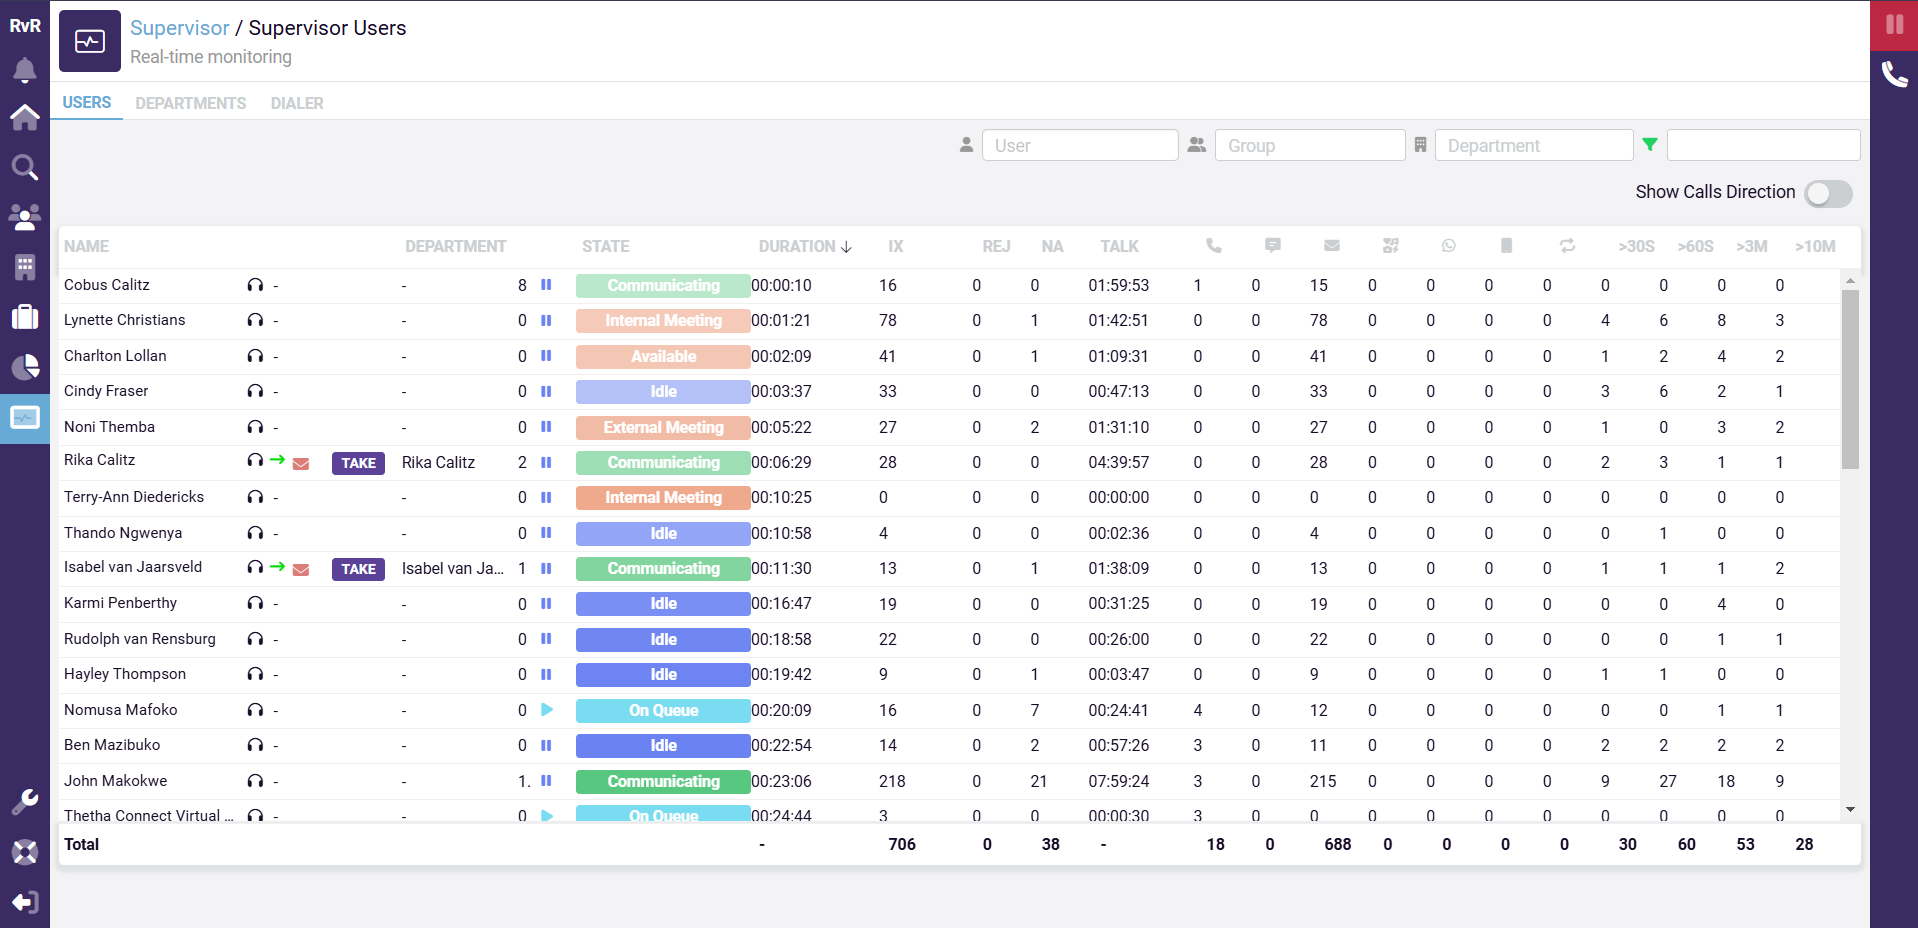 RvR
Supervisor / Supervisor Users
Real-time monitoring
USERS DEPARTMENTS DIALER
User Group Department
Show Calls Direction
NAME DEPARTMENT STATE DURATION IX REJ NA TALK >30S >60S >3M >10M
Cobus Calitz - - 8 Communicating 00:00:10 16 0 0 01:59:53 1 0 15 0 0 0 0 0 0 0 0
Lynette Christians - - 0 Internal Meeting 00:01:21 78 0 1 01:42:51 0 0 78 0 0 0 0 4 6 8 3
Charlton Lollan - - 0 Available 00:02:09 41 0 1 01:09:31 0 0 41 0 0 0 0 1 2 4 2
Cindy Fraser - - 0 Idle 00:03:37 33 0 0 00:47:13 0 0 33 0 0 0 0 3 6 2 1
Noni Themba - - 0 External Meeting 00:05:22 27 0 2 01:31:10 0 0 27 0 0 0 0 1 0 3 2
Rika Calitz TAKE Rika Calitz 2 Communicating 00:06:29 28 0 0 04:39:57 0 0 28 0 0 0 0 2 3 1 1
Terry-Ann Diedericks - - 0 Internal Meeting 00:10:25 0 0 0 00:00:00 0 0 0 0 0 0 0 0 0 0 0
Thando Ngwenya - - 0 Idle 00:10:58 4 0 0 00:02:36 0 0 4 0 0 0 0 0 1 0 0
Isabel van Jaarsveld TAKE Isabel van Ja... 1 Communicating 00:11:30 13 0 1 01:38:09 0 0 13 0 0 0 0 1 1 1 2
Karmi Penberthy - - 0 Idle 00:16:47 19 0 0 00:31:25 0 0 19 0 0 0 0 0 0 4 0
Rudolph van Rensburg - - 0 Idle 00:18:58 22 0 0 00:26:00 0 0 22 0 0 0 0 0 0 1 1
Hayley Thompson - - 0 Idle 00:19:42 9 0 1 00:03:47 0 0 9 0 0 0 0 1 1 0 0
Nomusa Mafoko - - 0 On Queue 00:20:09 16 0 7 00:24:41 4 0 12 0 0 0 0 0 0 1 1
Ben Mazibuko - - 0 Idle 00:22:54 14 0 2 00:57:26 3 0 11 0 0 0 0 2 2 2 2
John Makokwe - - 1. Communicating 00:23:06 218 0 21 07:59:24 3 0 215 0 0 0 0 9 27 18 9
Thetha Connect Virtual ... - - 0 On Queue 00:24:44 3 0 0 00:00:30 3 0 0 0 0 0 0 0 0 0 0
Total - 706 0 38 - 18 0 688 0 0 0 0 30 60 53 28